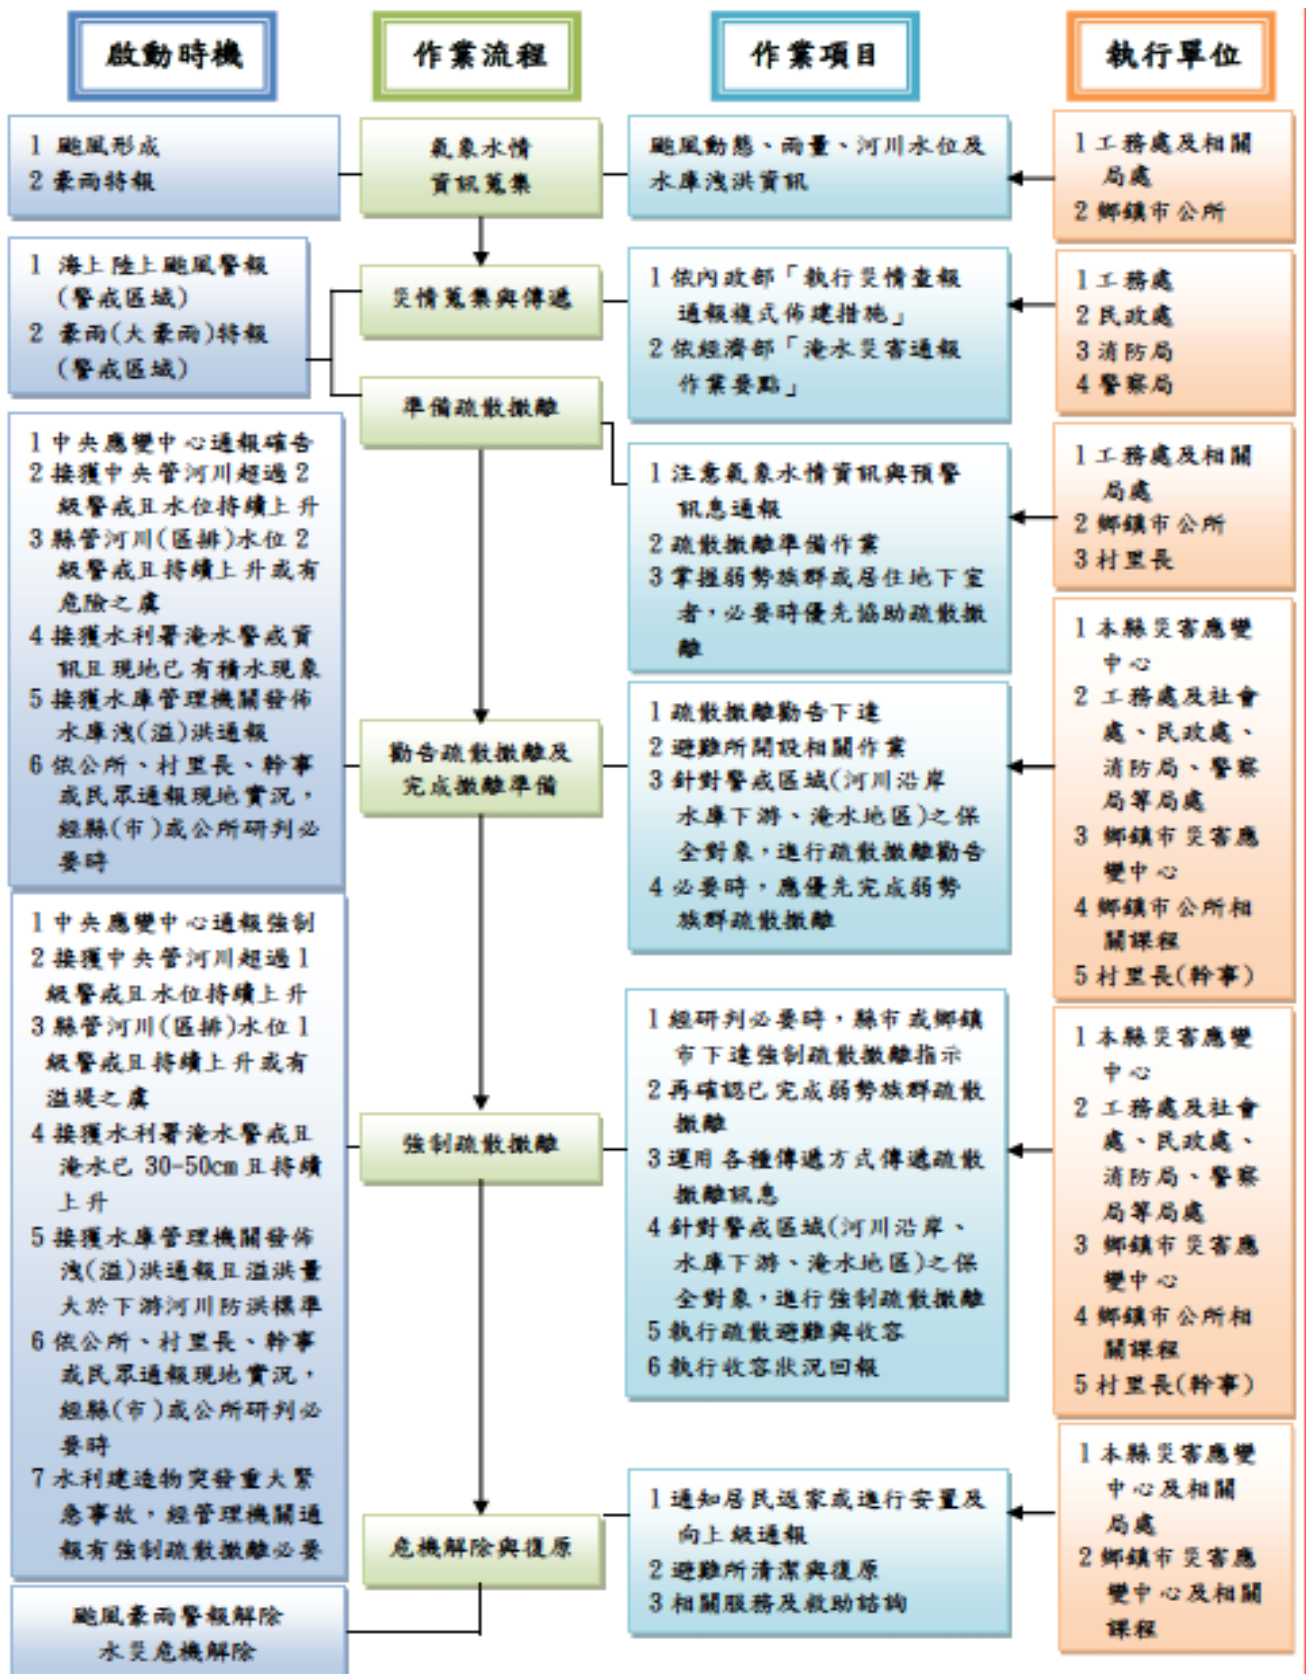 啟動時機
作業流程
作業項目
執行單位
1 颱風形成
2 豪雨特報
氣象水情
資訊蒐集
颱風動態、雨量、河川水位及
水庫洩洪資訊
1 工務處及相關
局處
2 鄉鎮市公所
1 海上陸上颱風警報
(警戒區域)
2 豪雨(大豪雨)特報
(警戒區域)
災情蒐集與傳遞
1 依內政部「執行災情查報
通報複式佈建措施」
2 依經濟部「淹水災害通報
作業要點」
1 工務處
2 民政處
3 消防局
4 警察局
準備疏散撤離
1 注意氣象水情資訊與預警
訊息通報
2 疏散撤離準備作業
3 掌握弱勢族群或居住地下室
者，必要時優先協助疏散撤
離
1 工務處及相關
局處
2 鄉鎮市公所
3 村里長
1 中央應變中心通報確告
2 接獲中央管河川超過 2
級警戒且水位持續上升
3 縣管河川(區排)水位 2
級警戒且持續上升或有
危險之虞
4 接獲水利署淹水警戒資
訊且現地已有積水現象
5 接獲水庫管理機關發佈
水庫洩(溢)洪通報
6 依公所、村里長、幹事
或民眾通報現地實況，
經縣(市)或公所研判必
要時
勸告疏散撤離及
完成撤離準備
1 疏散撤離勸告下達
2 避難所開設相關作業
3 針對警戒區域(河川沿岸
水庫下游、淹水地區)之保
全對象，進行疏散撤離勸告
4 必要時，應優先完成弱勢
族群疏散撤離
1 本縣災害應變
中心
2 工務處及社會
處、民政處、
消防局、警察
局等局處
3 鄉鎮市災害應
變中心
4 鄉鎮市公所相
關課程
5 村里長(幹事)
1 中央應變中心通報強制
2 接獲中央管河川超過 1
級警戒且水位持續上升
3 縣管河川(區排)水位 1
級警戒且持續上升或有
溢堤之虞
4 接獲水利署淹水警戒且
淹水已 30-50cm 且持續
上升
5 接獲水庫管理機關發佈
洩(溢)洪通報且溢洪量
大於下游河川防洪標準
6 依公所、村里長、幹事
或民眾通報現地實況，
經縣(市)或公所研判必
要時
7 水利建造物突發重大緊
急事故，經管理機關通
報有強制疏散撤離必要
強制疏散撤離
1 經研判必要時，縣市或鄉鎮
市下達強制疏散撤離指示
2 再確認已完成弱勢族群疏散
撤離
3 運用各種傳遞方式傳遞疏散
撤離訊息
4 針對警戒區域(河川沿岸、
水庫下游、淹水地區)之保
全對象，進行強制疏散撤離
5 執行疏散避難與收容
6 執行收容狀況回報
1 本縣災害應變
中心
2 工務處及社會
處、民政處、
消防局、警察
局等局處
3 鄉鎮市災害應
變中心
4 鄉鎮市公所相
關課程
5 村里長(幹事)
颱風豪雨警報解除
水災危機解除
危機解除與復原
1 通知居民返家或進行安置及
向上級通報
2 避難所清潔與復原
3 相關服務及救助諮詢
1 本縣災害應變
中心及相關
局處
2 鄉鎮市災害應
變中心及相關
課程